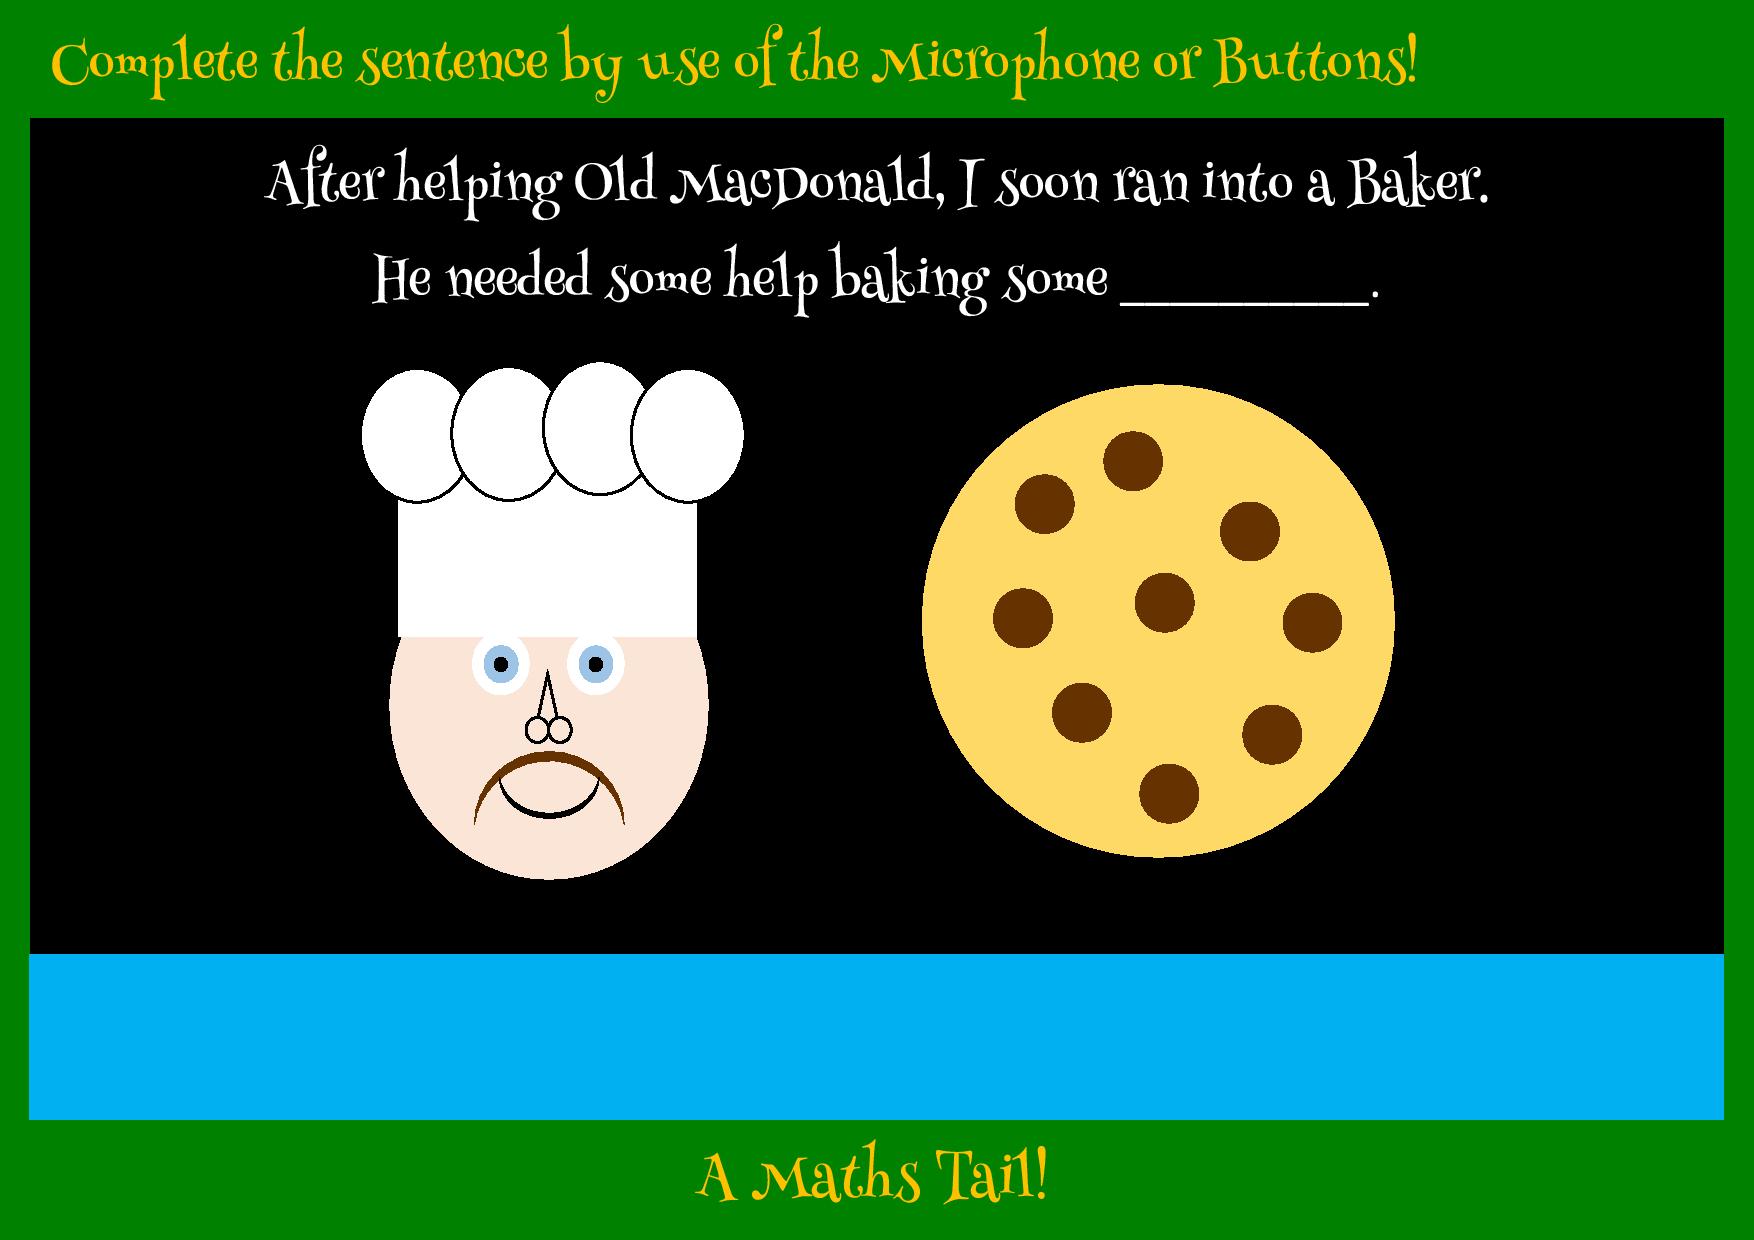 Complete the sentence by use of the Microphone or Buttons!
After helping Old MacDonald, I soon ran into a Baker.
He needed some help baking some __________.
A Maths Tail!